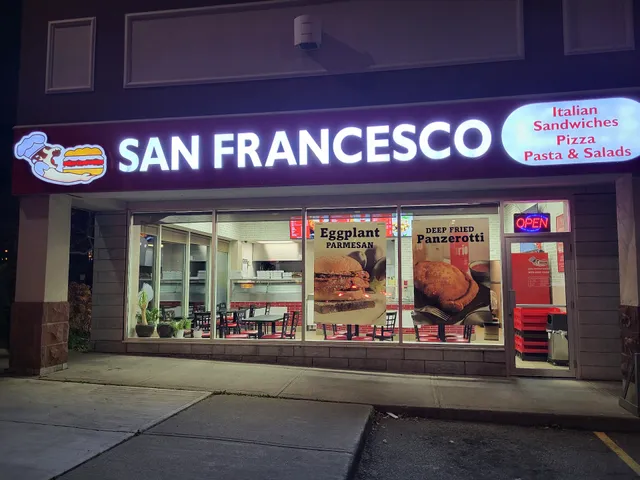 SAN FRANCESCO
Italian
Sandwiches
Pizza
Pasta & Salads
Eggplant
PARMESAN
DEEP FRIED
Panzerotti
OPEN